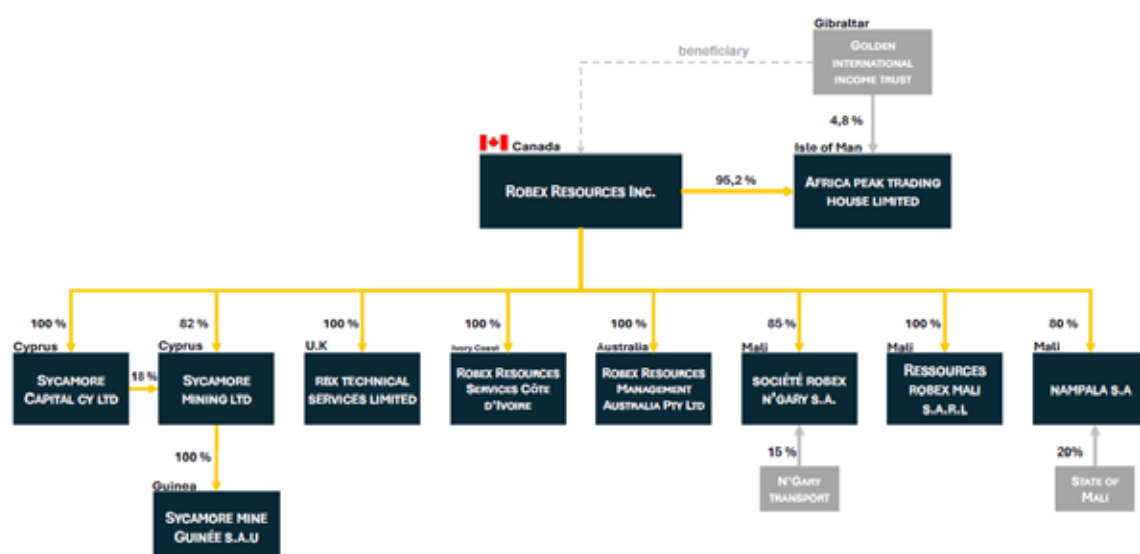 Gibraltar
GOLDEN
INTERNATIONAL
INCOME TRUST
beneficiary
4,8 %
Canada
Isle of Man
ROBEX RESOURCES INC.
95,2 %
AFRICA PEAK TRADING
HOUSE LIMITED
100 %
82 %
100 %
100 %
100 %
85 %
100 %
80 %
Cyprus
Cyprus
U.K
Ivory Coast
Australia
Mali
Mali
Mali
SYCAMORE
CAPITAL CY LTD
18 %
SYCAMORE
MINING LTD
RBX TECHNICAL
SERVICES LIMITED
ROBEX RESOURCES
SERVICES CÔTE
D'IVOIRE
ROBEX RESOURCES
MANAGEMENT
AUSTRALIA PTY LTD
SOCIÉTÉ ROBEX
N'GARY S.A.
RESSOURCES
ROBEX MALI
S.A.R.L
NAMPALA S.A
100 %
15 %
20%
Guinea
SYCAMORE MINE
GUINÉE S.A.U
N'GARY
TRANSPORT
STATE OF
MALI